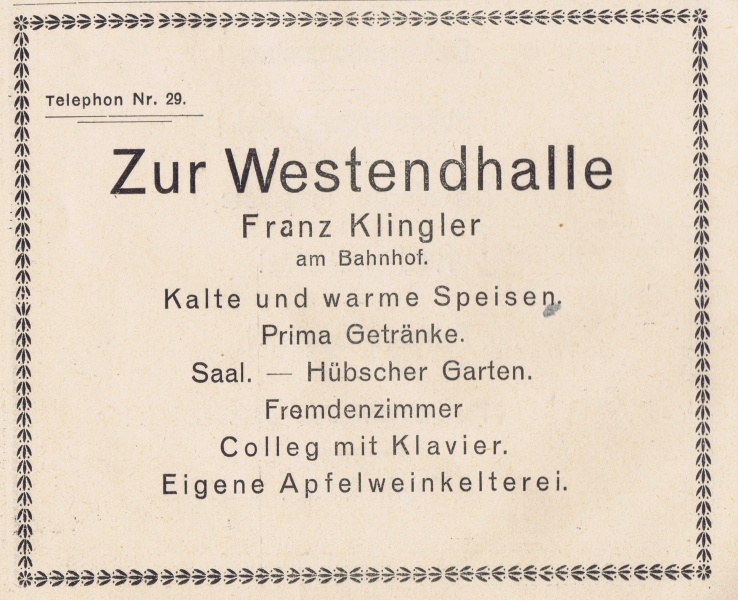 Telephon Nr. 29.
Zur Westendhalle
Franz Klingler
am Bahnhof.
Kalte und warme Speisen.
Prima Getränke.
Saal. — Hübscher Garten.
Fremdenzimmer
Colleg mit Klavier.
Eigene Apfelweinkelterei.